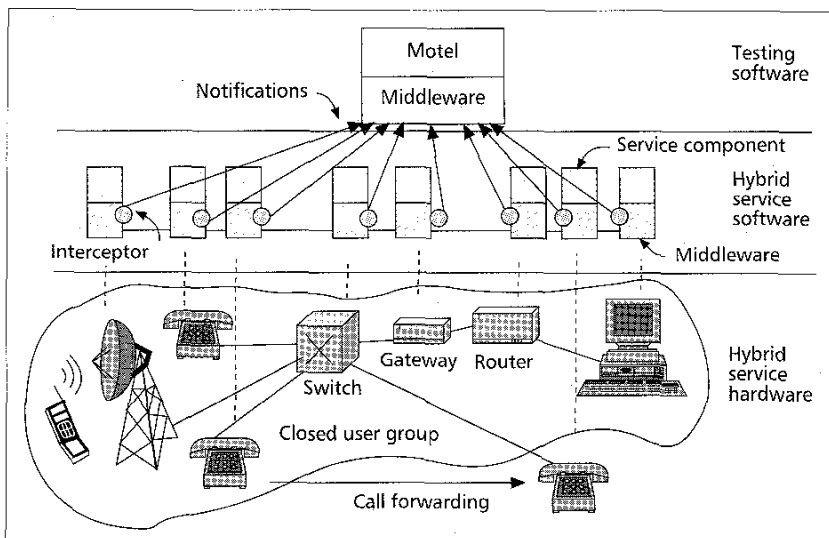 Motel
Middleware
Testing
software
Notifications
Service component
Hybrid
service
software
Interceptor
Middleware
Switch
Gateway
Router
Hybrid
service
hardware
Closed user group
Call forwarding